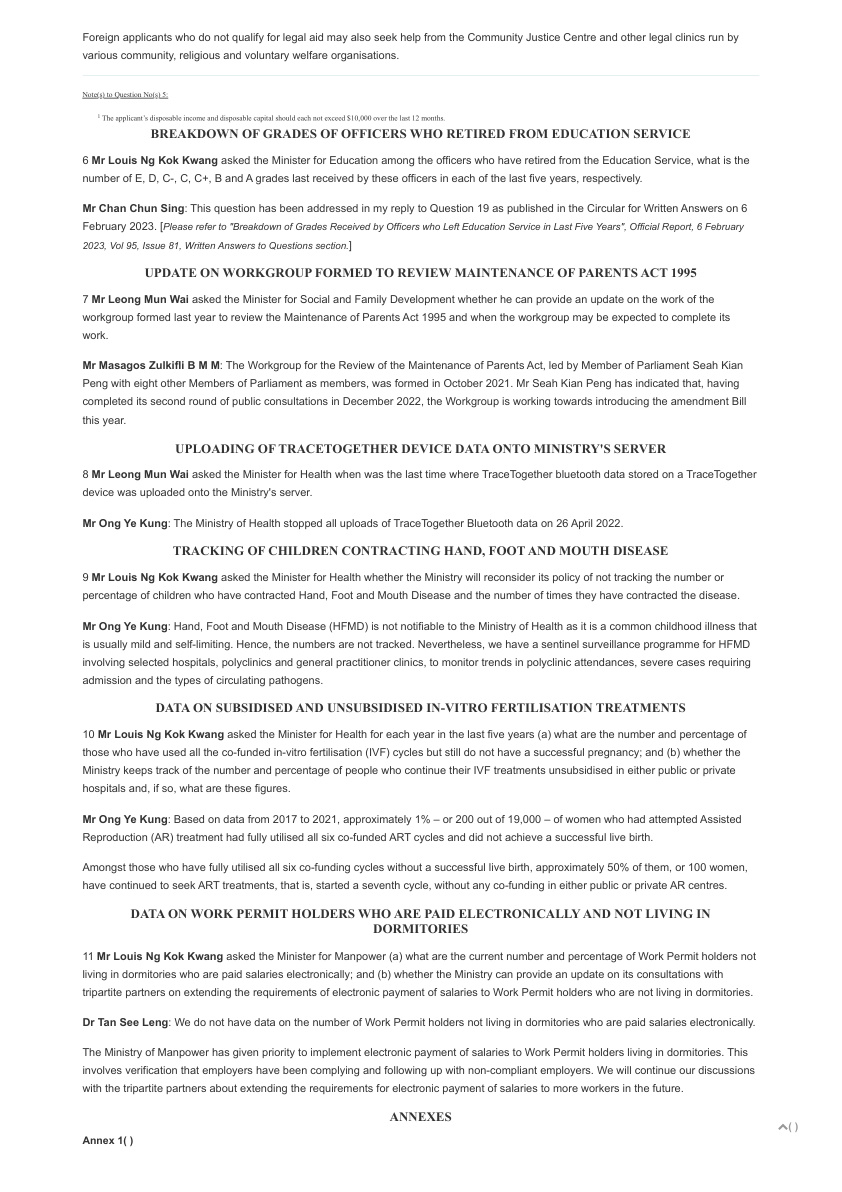 Foreign applicants who do not qualify for legal aid may also seek help from the Community Justice Centre and other legal clinics run by
various community, religious and voluntary welfare organisations.
Note(s) to Question No(s) 5:
1 The applicant's disposable income and disposable capital should each not exceed $10,000 over the last 12 months.
BREAKDOWN OF GRADES OF OFFICERS WHO RETIRED FROM EDUCATION SERVICE
6 Mr Louis Ng Kok Kwang asked the Minister for Education among the officers who have retired from the Education Service, what is the
number of E, D, C-, C, C+, B and A grades last received by these officers in each of the last five years, respectively.
Mr Chan Chun Sing: This question has been addressed in my reply to Question 19 as published in the Circular for Written Answers on 6
February 2023. [Please refer to "Breakdown of Grades Received by Officers who Left Education Service in Last Five Years", Official Report, 6 February
2023, Vol 95, Issue 81, Written Answers to Questions section.]
UPDATE ON WORKGROUP FORMED TO REVIEW MAINTENANCE OF PARENTS ACT 1995
7 Mr Leong Mun Wai asked the Minister for Social and Family Development whether he can provide an update on the work of the
workgroup formed last year to review the Maintenance of Parents Act 1995 and when the workgroup may be expected to complete its
work.
Mr Masagos Zulkifli B M M: The Workgroup for the Review of the Maintenance of Parents Act, led by Member of Parliament Seah Kian
Peng with eight other Members of Parliament as members, was formed in October 2021. Mr Seah Kian Peng has indicated that, having
completed its second round of public consultations in December 2022, the Workgroup is working towards introducing the amendment Bill
this year.
UPLOADING OF TRACETOGETHER DEVICE DATA ONTO MINISTRY'S SERVER
8 Mr Leong Mun Wai asked the Minister for Health when was the last time where TraceTogether bluetooth data stored on a TraceTogether
device was uploaded onto the Ministry's server.
Mr Ong Ye Kung: The Ministry of Health stopped all uploads of TraceTogether Bluetooth data on 26 April 2022.
TRACKING OF CHILDREN CONTRACTING HAND, FOOT AND MOUTH DISEASE
9 Mr Louis Ng Kok Kwang asked the Minister for Health whether the Ministry will reconsider its policy of not tracking the number or
percentage of children who have contracted Hand, Foot and Mouth Disease and the number of times they have contracted the disease.
Mr Ong Ye Kung: Hand, Foot and Mouth Disease (HFMD) is not notifiable to the Ministry of Health as it is a common childhood illness that
is usually mild and self-limiting. Hence, the numbers are not tracked. Nevertheless, we have a sentinel surveillance programme for HFMD
involving selected hospitals, polyclinics and general practitioner clinics, to monitor trends in polyclinic attendances, severe cases requiring
admission and the types of circulating pathogens.
DATA ON SUBSIDISED AND UNSUBSIDISED IN-VITRO FERTILISATION TREATMENTS
10 Mr Louis Ng Kok Kwang asked the Minister for Health for each year in the last five years (a) what are the number and percentage of
those who have used all the co-funded in-vitro fertilisation (IVF) cycles but still do not have a successful pregnancy; and (b) whether the
Ministry keeps track of the number and percentage of people who continue their IVF treatments unsubsidised in either public or private
hospitals and, if so, what are these figures.
Mr Ong Ye Kung: Based on data from 2017 to 2021, approximately 1% – or 200 out of 19,000 – of women who had attempted Assisted
Reproduction (AR) treatment had fully utilised all six co-funded ART cycles and did not achieve a successful live birth.
Amongst those who have fully utilised all six co-funding cycles without a successful live birth, approximately 50% of them, or 100 women,
have continued to seek ART treatments, that is, started a seventh cycle, without any co-funding in either public or private AR centres.
DATA ON WORK PERMIT HOLDERS WHO ARE PAID ELECTRONICALLY AND NOT LIVING IN
DORMITORIES
11 Mr Louis Ng Kok Kwang asked the Minister for Manpower (a) what are the current number and percentage of Work Permit holders not
living in dormitories who are paid salaries electronically; and (b) whether the Ministry can provide an update on its consultations with
tripartite partners on extending the requirements of electronic payment of salaries to Work Permit holders who are not living in dormitories.
Dr Tan See Leng: We do not have data on the number of Work Permit holders not living in dormitories who are paid salaries electronically.
The Ministry of Manpower has given priority to implement electronic payment of salaries to Work Permit holders living in dormitories. This
involves verification that employers have been complying and following up with non-compliant employers. We will continue our discussions
with the tripartite partners about extending the requirements for electronic payment of salaries to more workers in the future.
ANNEXES
( )
Annex 1( )